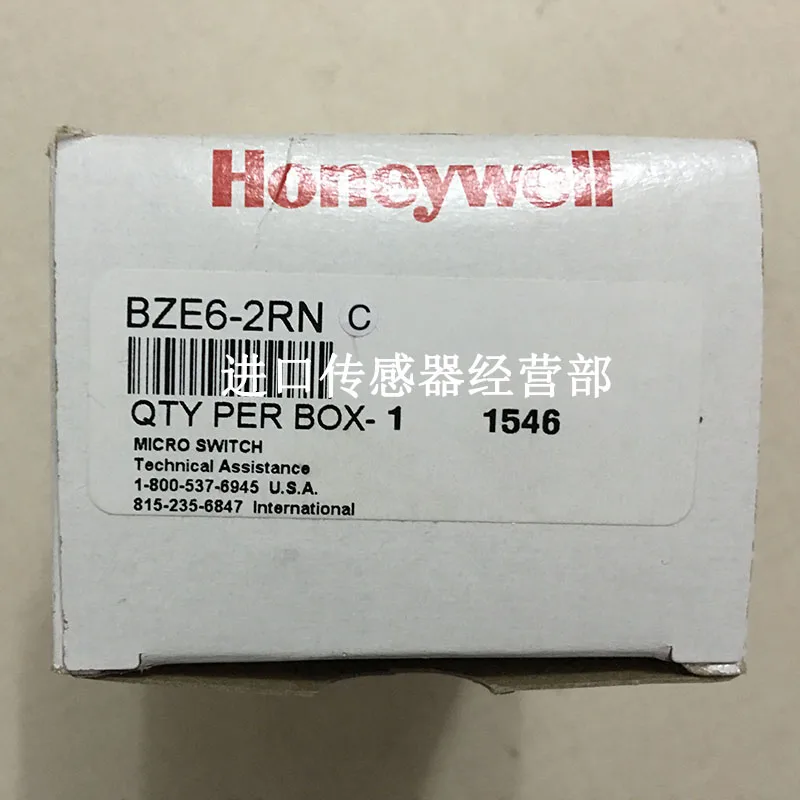 Honeywell
BZE6-2RN C
进口传感器经营部
QTY PER BOX- 1 1546
MICRO SWITCH
Technical Assistance
1-800-537-6945 U.S.A.
815-235-6847 International